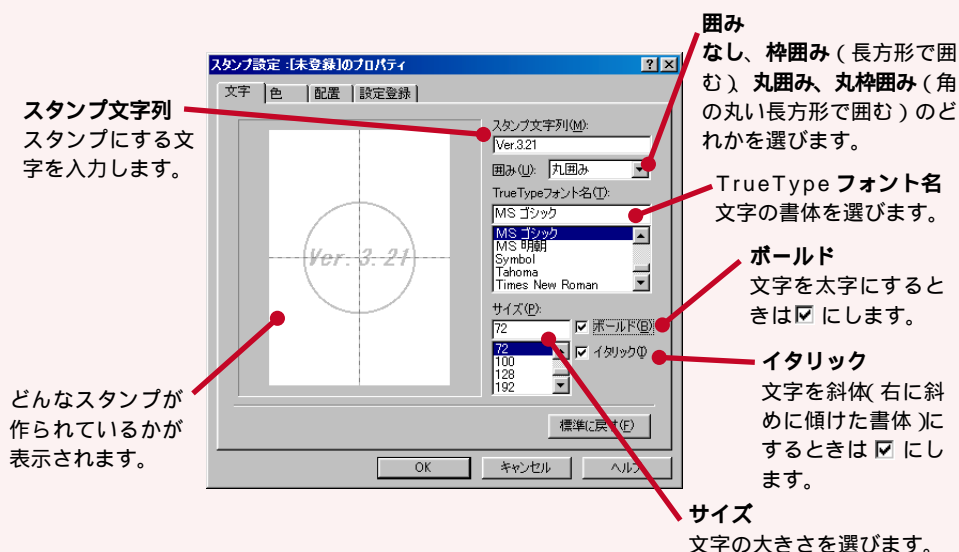 囲み
なし、枠囲み（長方形で囲
む）、丸囲み、丸枠囲み（角
の丸い長方形で囲む）のど
れかを選びます。
スタンプ文字列
スタンプにする文
字を入力します。
スタンプ設定:[未登録]のプロパティ
文字 色 配置 設定登録
スタンプ文字列(M):
Ver.3.21
囲み(U): 丸囲み
TrueTypeフォント名(T):
MS ゴシック
MS ゴシック
MS 明朝
Symbol
Tahoma
Times New Roman
サイズ(P):
72
ボールド(B)
72
100
128
192
イタリック(I)
Ver. 3. 21
標準に戻す(F)
OK キャンセル ヘルプ
TrueType フォント名
文字の書体を選びます。
ボールド
文字を太字にすると
きは☑ にします。
イタリック
文字を斜体（右に斜
めに傾けた書体）に
するときは ☑ にし
ます。
どんなスタンプが
作られているかが
表示されます。
サイズ
文字の大きさを選びます。